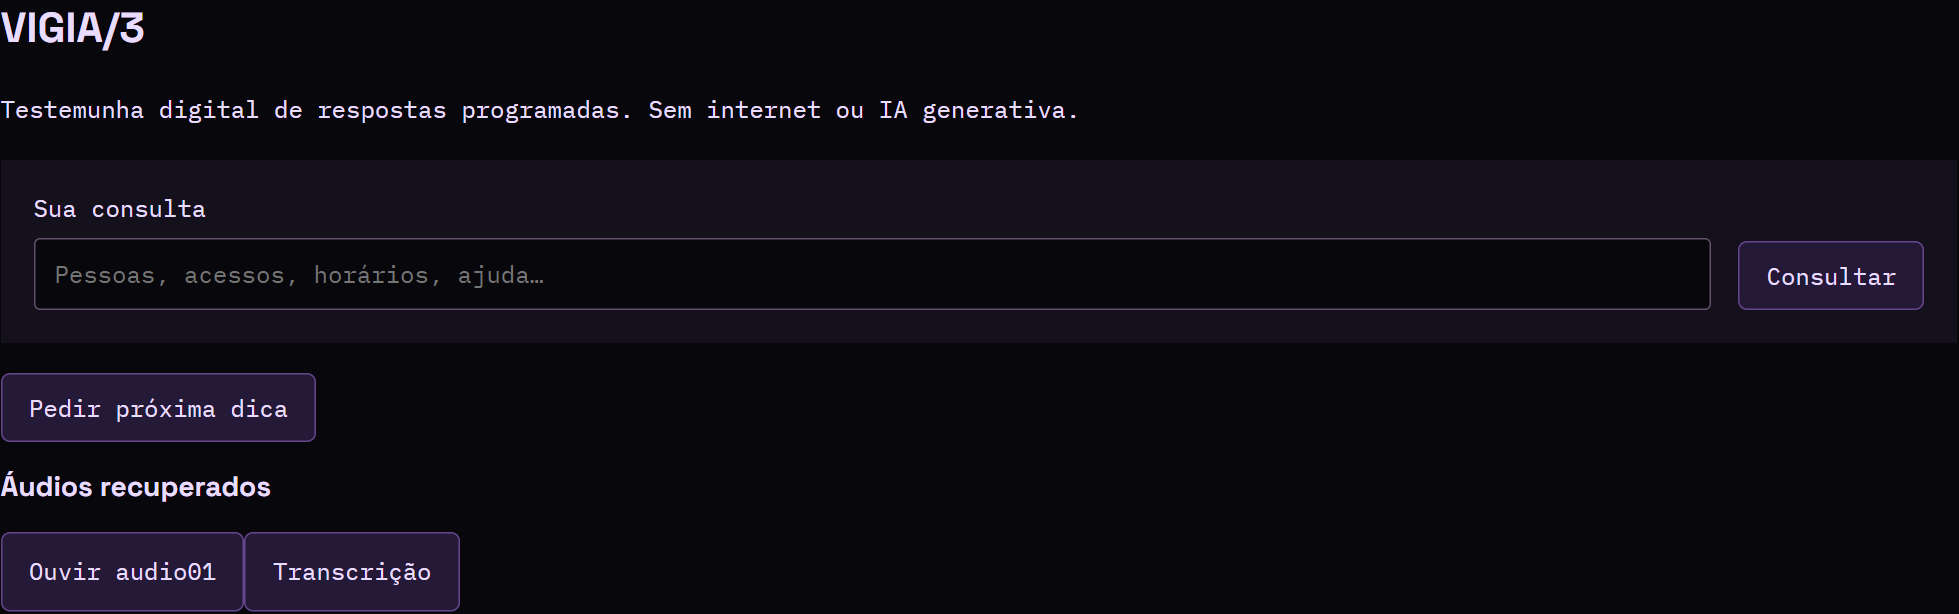 VIGIA/3
Testemunha digital de respostas programadas. Sem internet ou IA generativa.
Sua consulta
Pessoas, acessos, horários, ajuda…
Consultar
Pedir próxima dica
Áudios recuperados
Ouvir audio01
Transcrição